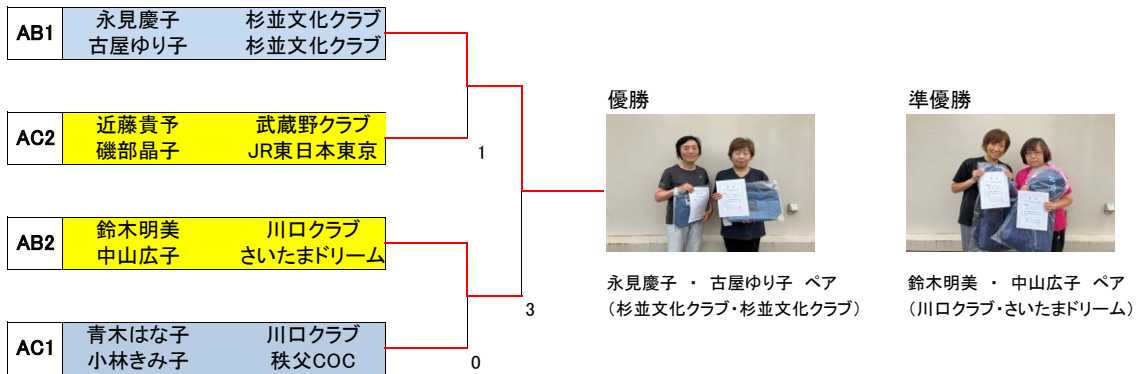 AB1 永見慶子 杉並文化クラブ
古屋ゆり子 杉並文化クラブ
AC2 近藤貴予 武蔵野クラブ
磯部晶子 JR東日本東京
1
AB2 鈴木明美 川口クラブ
中山広子 さいたまドリーム
3
AC1 青木はな子 川口クラブ
小林きみ子 秩父COC
0
優勝
永見慶子 ・ 古屋ゆり子 ペア
(杉並文化クラブ・杉並文化クラブ)
準優勝
鈴木明美 ・ 中山広子 ペア
(川口クラブ・さいたまドリーム)